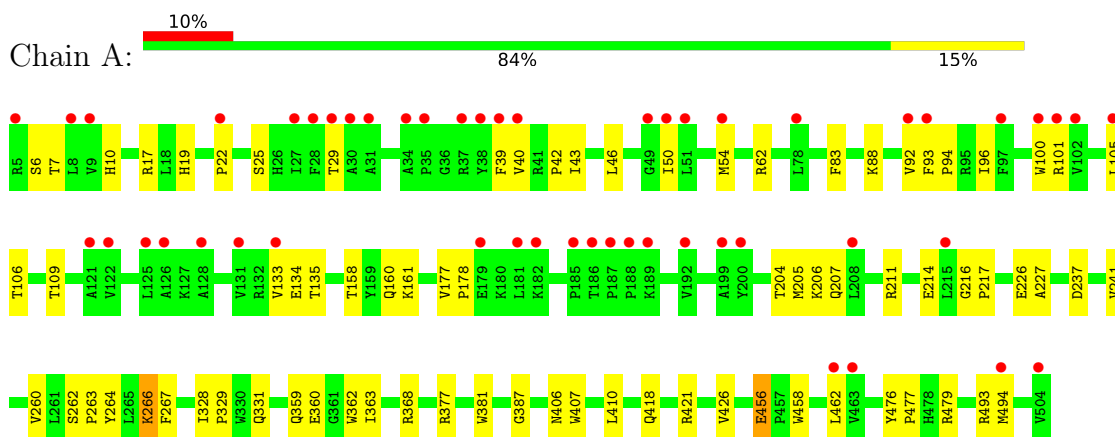 10%
Chain A:
84% 15%
R5 S6 T7 L8 V9 H10 R17 L18 H19 P22 S25 H26 I27 F28 T29 A30 A31 A34 P35 G36 R37 Y38 F39 V40 R41 P42 I43 L46 G49 I50 L51 M54 R62 L78 F83 K88 V92 F93 P94 R95 I96 F97 W100 R101 V102 L105
T106 T109 A121 V122 L125 A126 K127 A128 V131 R132 V133 E134 T135 T158 Y159 Q160 K161 V177 P178 E179 K180 L181 K182 P185 T186 P187 P188 K189 V192 A199 Y200 T204 M205 K206 Q207 L208 R211 E214 L215 G216 P217 E226 A227 D237
V260 L261 S262 P263 Y264 L265 K266 F267 I328 P329 W330 Q331 Q359 E360 G361 W362 I363 R368 R377 W381 G387 N406 W407 L410 Q418 R421 V426 E456 P457 W458 L462 V463 Y476 P477 H478 R479 R493 M494 V504